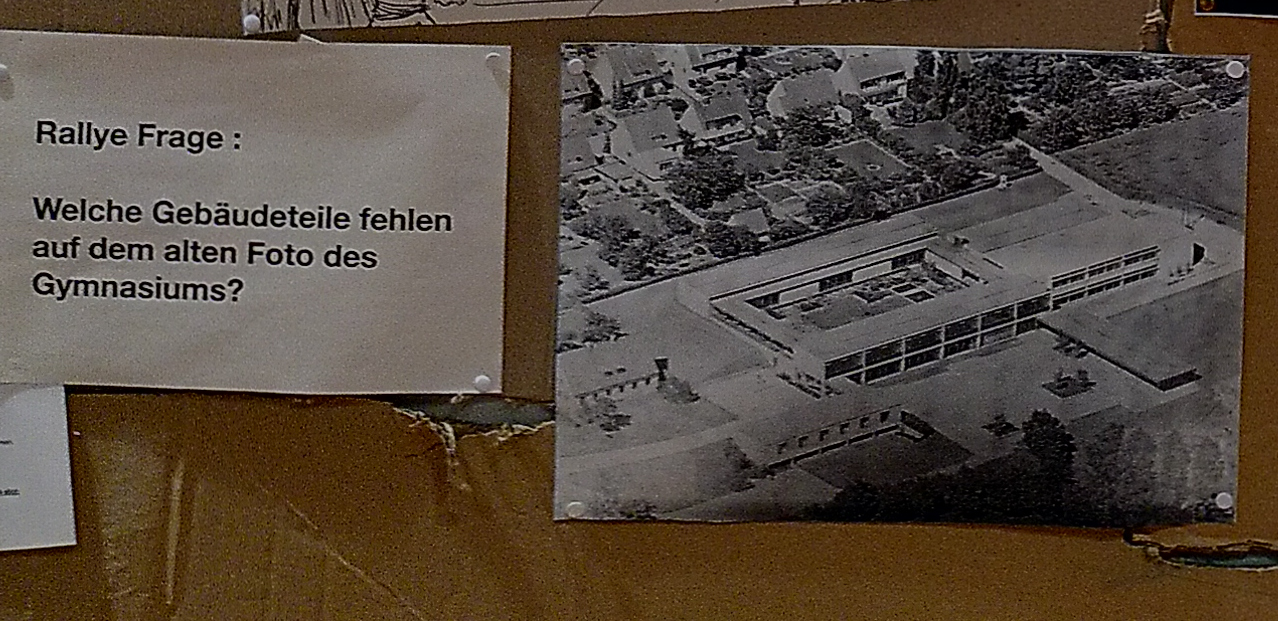 Rallye Frage :
Welche Gebäudeteile fehlen
auf dem alten Foto des
Gymnasiums?